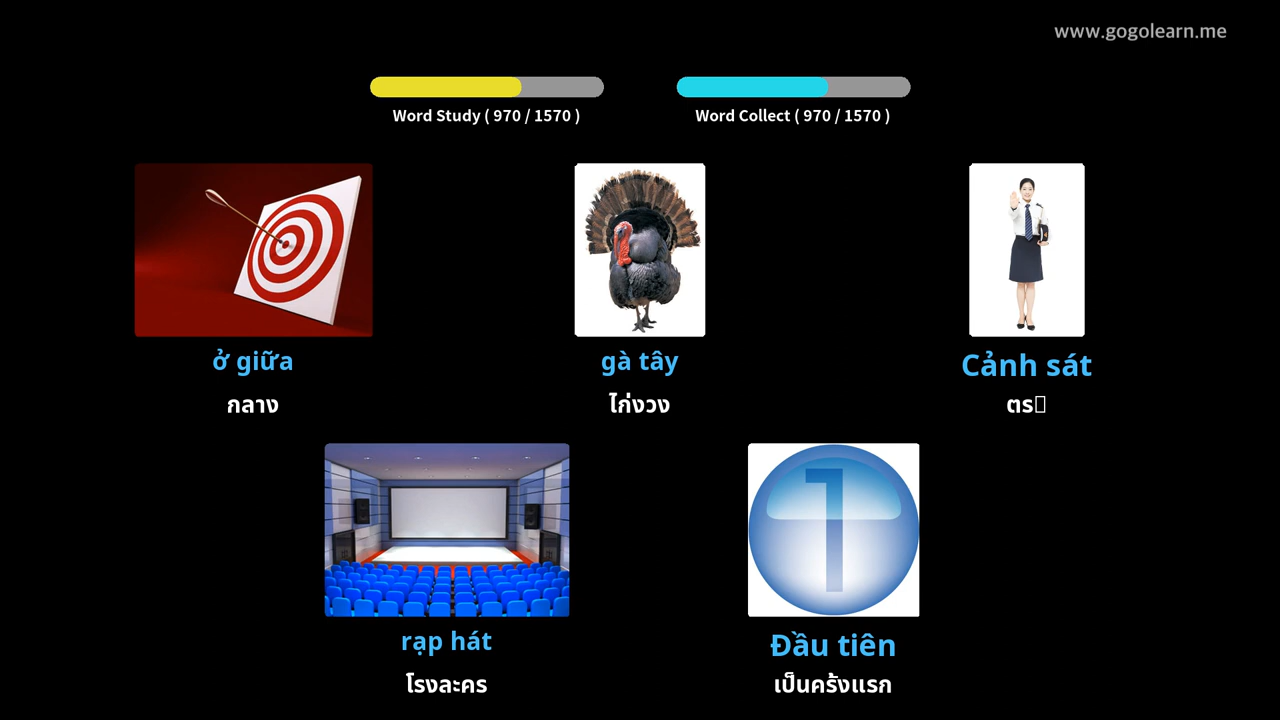 www.gogolearn.me
Word Study ( 970 / 1570 )
Word Collect ( 970 / 1570 )
ở giữa
gà tây
Cảnh sát
กลาง
ไก่งวง
ตร
rạp hát
Đầu tiên
โรงละคร
เป็นครั้งแรก